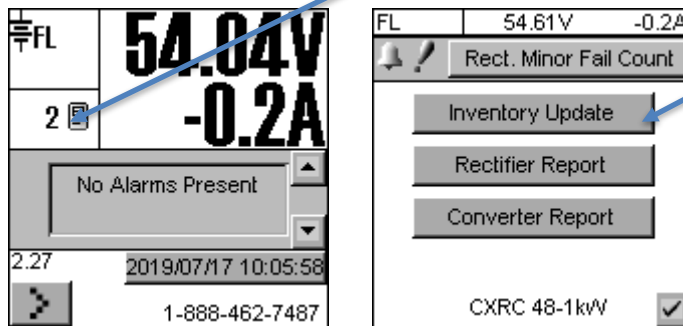 FL
54.04V
2
-0.2A
No Alarms Present
2.27
2019/07/17 10:05:58
1-888-462-7487
FL 54.61V -0.2A
Rect. Minor Fail Count
Inventory Update
Rectifier Report
Converter Report
CXRC 48-1kW